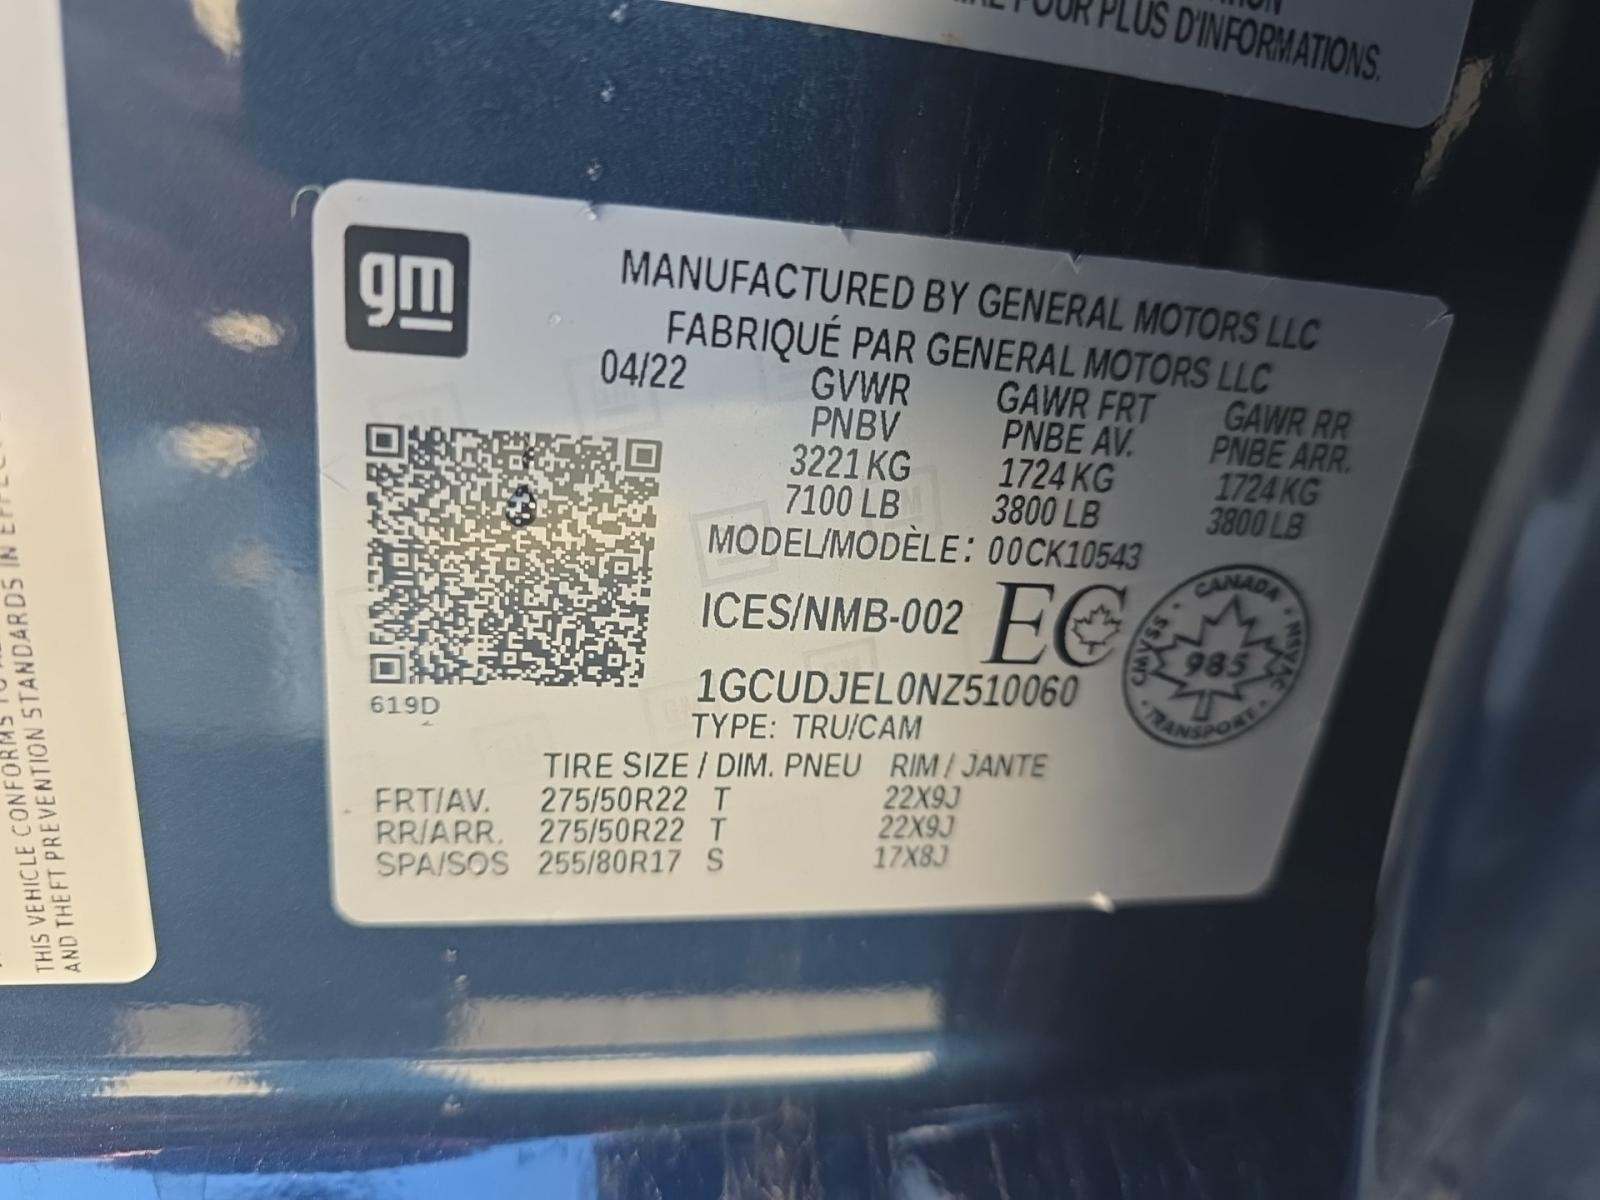 POUR PLUS D'INFORMATIONS.
gm
MANUFACTURED BY GENERAL MOTORS LLC
FABRIQUÉ PAR GENERAL MOTORS LLC
04/22
GVWR GAWR FRT GAWR RR
PNBV PNBE AV. PNBE ARR.
3221 KG 1724 KG 1724 KG
7100 LB 3800 LB 3800 LB
MODEL/MODÈLE: 00CK10543
ICES/NMB-002 EC
CANADA · NVAC · TRANSPORT · CMVSS ·
985
1GCUDJEL0NZ510060
619D
TYPE: TRU/CAM
TIRE SIZE / DIM. PNEU RIM / JANTE
FRT/AV. 275/50R22 T 22X9J
RR/ARR. 275/50R22 T 22X9J
SPA/SOS 255/80R17 S 17X8J
THIS VEHICLE CONFORMS TO
AND THEFT PREVENTION STANDARDS IN